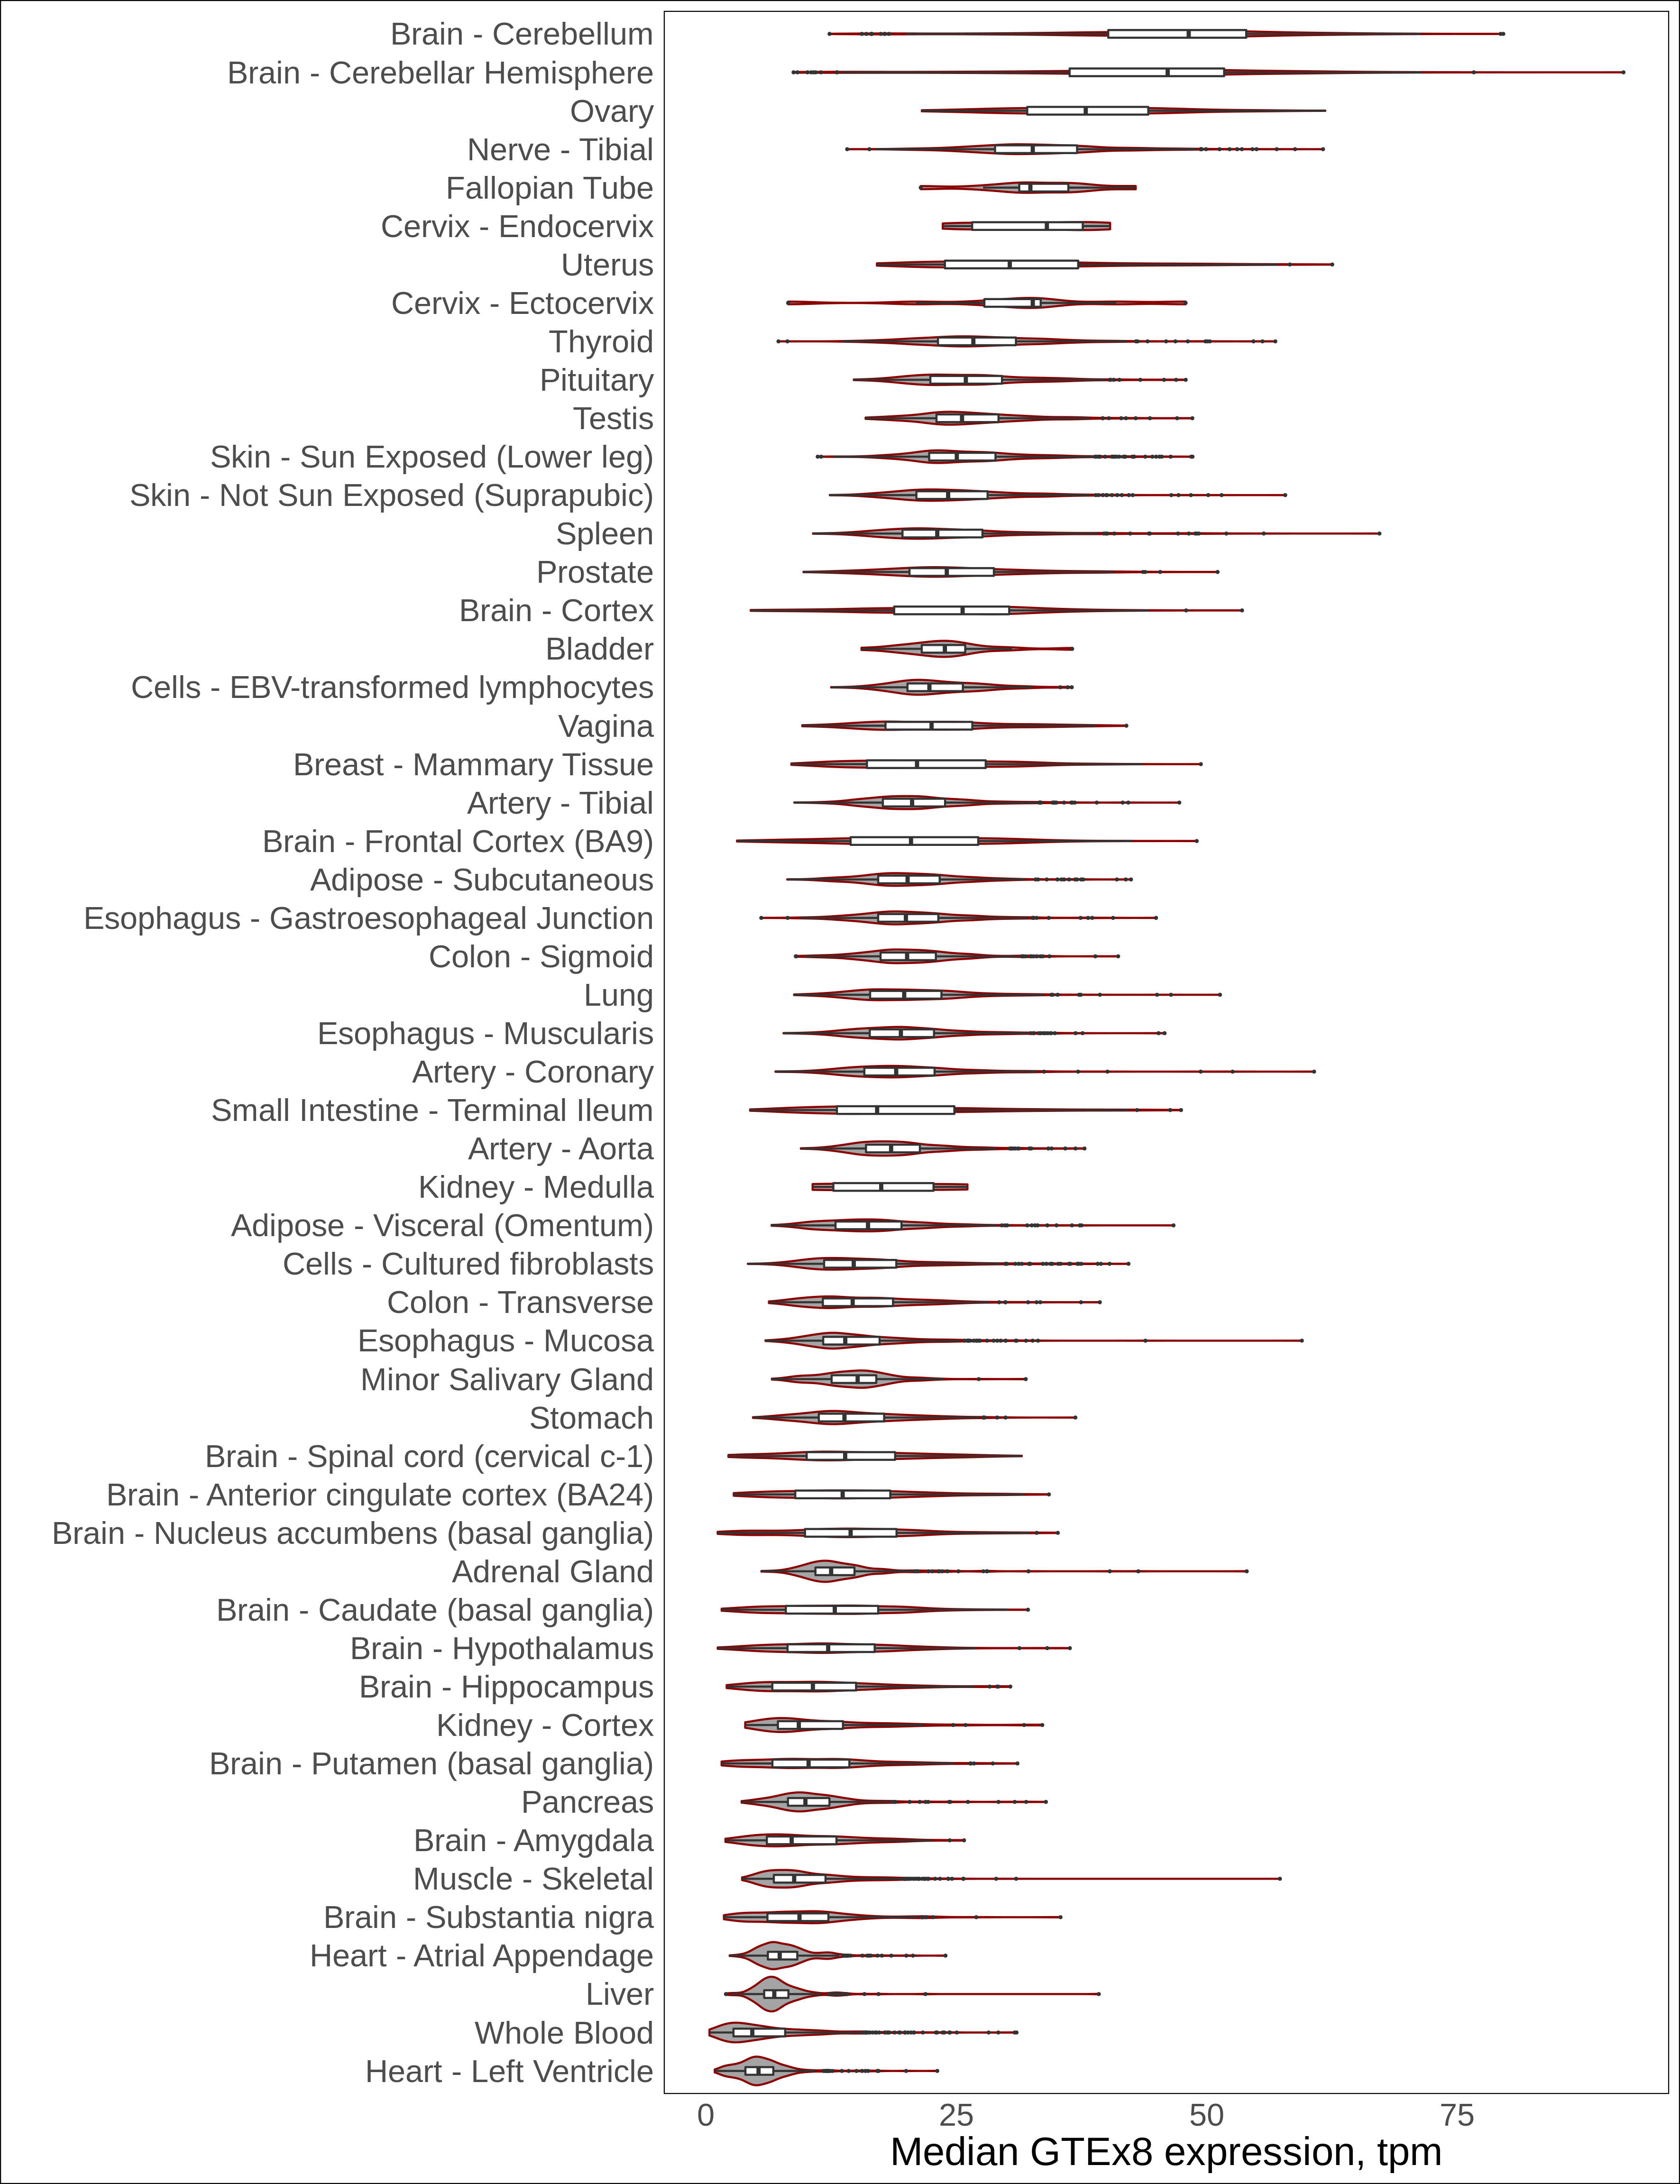 Brain - Cerebellum
Brain - Cerebellar Hemisphere
Ovary
Nerve - Tibial
Fallopian Tube
Cervix - Endocervix
Uterus
Cervix - Ectocervix
Thyroid
Pituitary
Testis
Skin - Sun Exposed (Lower leg)
Skin - Not Sun Exposed (Suprapubic)
Spleen
Prostate
Brain - Cortex
Bladder
Cells - EBV-transformed lymphocytes
Vagina
Breast - Mammary Tissue
Artery - Tibial
Brain - Frontal Cortex (BA9)
Adipose - Subcutaneous
Esophagus - Gastroesophageal Junction
Colon - Sigmoid
Lung
Esophagus - Muscularis
Artery - Coronary
Small Intestine - Terminal Ileum
Artery - Aorta
Kidney - Medulla
Adipose - Visceral (Omentum)
Cells - Cultured fibroblasts
Colon - Transverse
Esophagus - Mucosa
Minor Salivary Gland
Stomach
Brain - Spinal cord (cervical c-1)
Brain - Anterior cingulate cortex (BA24)
Brain - Nucleus accumbens (basal ganglia)
Adrenal Gland
Brain - Caudate (basal ganglia)
Brain - Hypothalamus
Brain - Hippocampus
Kidney - Cortex
Brain - Putamen (basal ganglia)
Pancreas
Brain - Amygdala
Muscle - Skeletal
Brain - Substantia nigra
Heart - Atrial Appendage
Liver
Whole Blood
Heart - Left Ventricle
0 25 50 75
Median GTEx8 expression, tpm